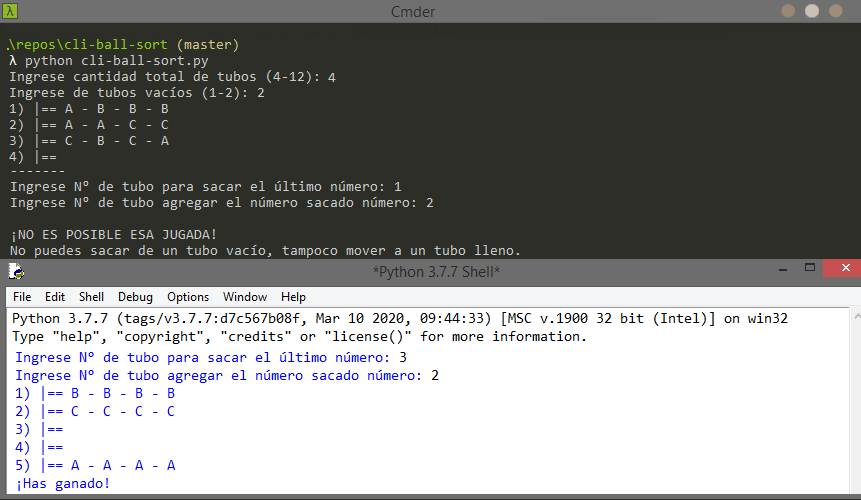 λ
Cmder
.\repos\cli-ball-sort (master)
λ python cli-ball-sort.py
Ingrese cantidad total de tubos (4-12): 4
Ingrese de tubos vacíos (1-2): 2
1) |== A - B - B - B
2) |== A - A - C - C
3) |== C - B - C - A
4) |==
-------
Ingrese Nº de tubo para sacar el último número: 1
Ingrese Nº de tubo agregar el número sacado número: 2
¡NO ES POSIBLE ESA JUGADA!
No puedes sacar de un tubo vacío, tampoco mover a un tubo lleno.
*Python 3.7.7 Shell*
File Edit Shell Debug Options Window Help
Python 3.7.7 (tags/v3.7.7:d7c567b08f, Mar 10 2020, 09:44:33) [MSC v.1900 32 bit (Intel)] on win32
Type "help", "copyright", "credits" or "license()" for more information.
Ingrese Nº de tubo para sacar el último número: 3
Ingrese Nº de tubo agregar el número sacado número: 2
1) |== B - B - B - B
2) |== C - C - C - C
3) |==
4) |==
5) |== A - A - A - A
¡Has ganado!